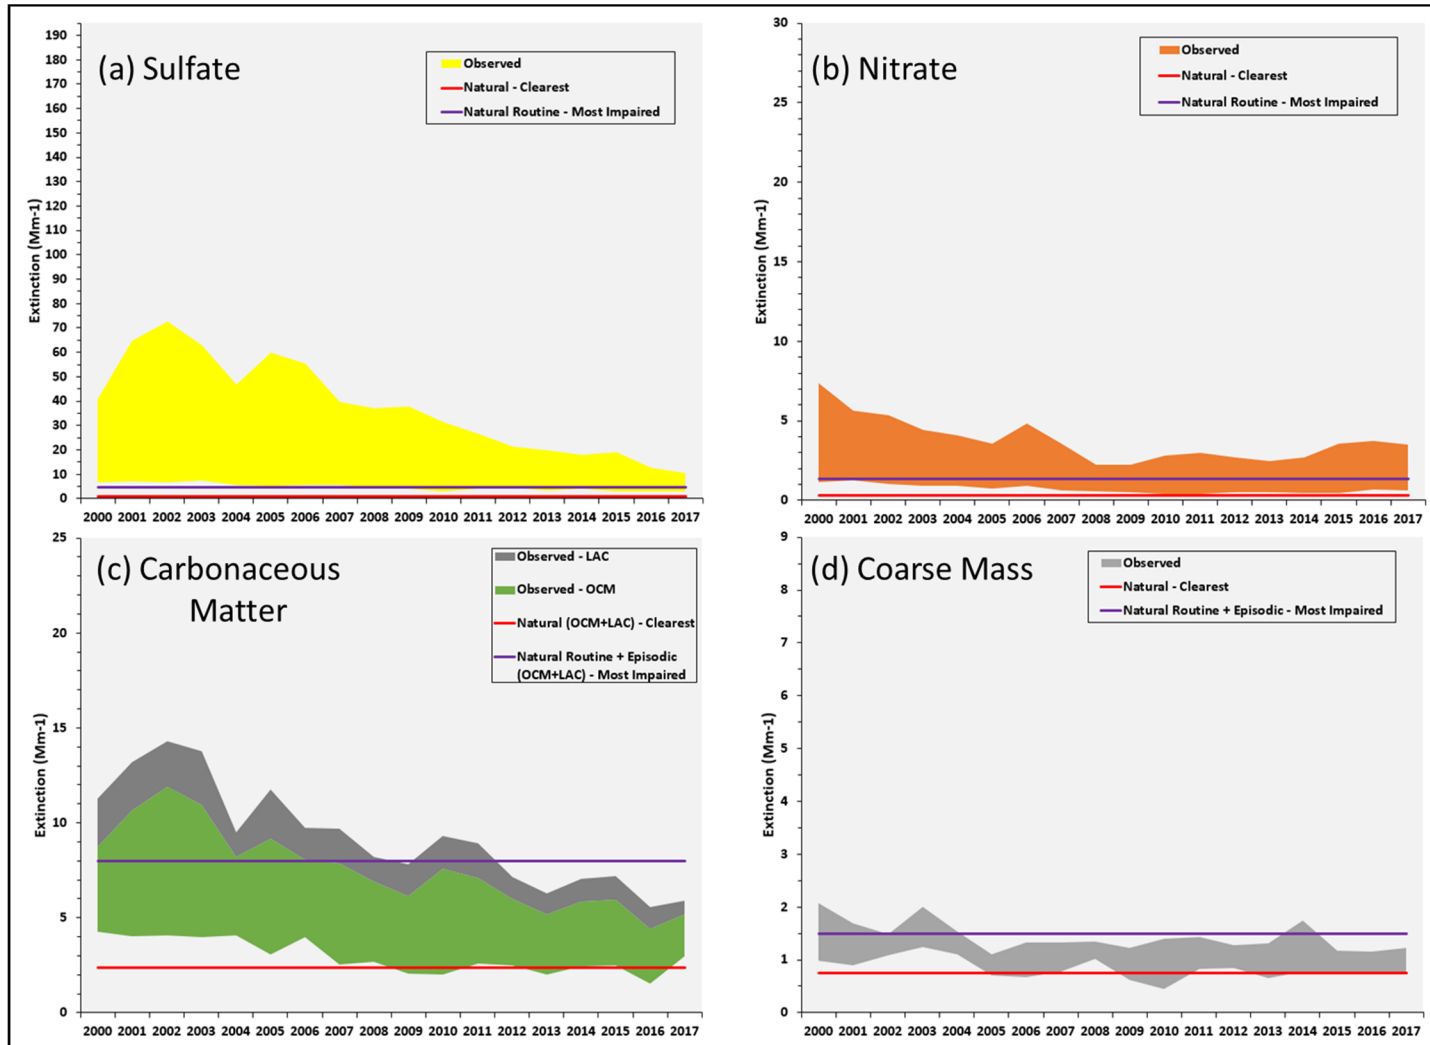 (a) Sulfate
Observed
Natural - Clearest
Natural Routine - Most Impaired
Extinction (Mm-1)
190
180
170
160
150
140
130
120
110
100
90
80
70
60
50
40
30
20
10
0
2000 2001 2002 2003 2004 2005 2006 2007 2008 2009 2010 2011 2012 2013 2014 2015 2016 2017
(b) Nitrate
Observed
Natural - Clearest
Natural Routine - Most Impaired
Extinction (Mm-1)
30
25
20
15
10
5
0
2000 2001 2002 2003 2004 2005 2006 2007 2008 2009 2010 2011 2012 2013 2014 2015 2016 2017
(c) Carbonaceous
Matter
Observed - LAC
Observed - OCM
Natural (OCM+LAC) - Clearest
Natural Routine + Episodic
(OCM+LAC) - Most Impaired
Extinction (Mm-1)
25
20
15
10
5
0
2000 2001 2002 2003 2004 2005 2006 2007 2008 2009 2010 2011 2012 2013 2014 2015 2016 2017
(d) Coarse Mass
Observed
Natural - Clearest
Natural Routine + Episodic - Most Impaired
Extinction (Mm-1)
9
8
7
6
5
4
3
2
1
0
2000 2001 2002 2003 2004 2005 2006 2007 2008 2009 2010 2011 2012 2013 2014 2015 2016 2017